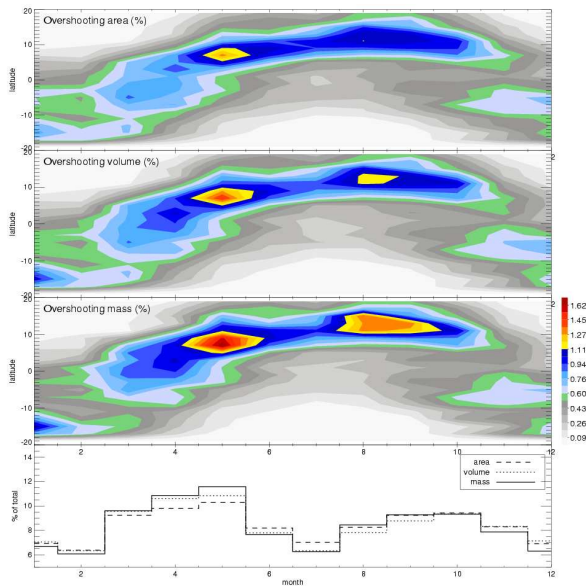 Overshooting area (%)
20
10
0
-10
-20
latitude
Overshooting volume (%)
20
10
0
-10
-20
latitude
2
Overshooting mass (%)
20
10
0
-10
-20
latitude
2
1.62
1.45
1.27
1.11
0.94
0.76
0.60
0.43
0.26
0.09
2 4 6 8 10 12
14
12
10
8
6
% of total
area
volume
mass
2 4 6 8 10 12
month